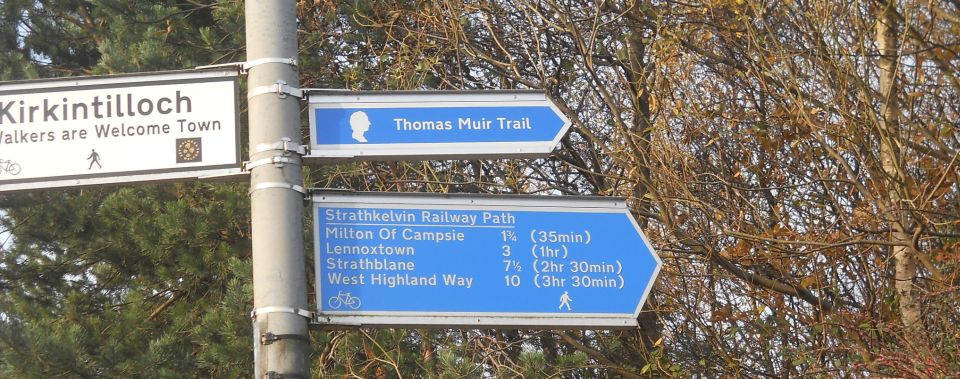 Kirkintilloch
Walkers are Welcome Town
Thomas Muir Trail
Strathkelvin Railway Path
Milton Of Campsie 1¾ (35min)
Lennoxtown 3 (1hr)
Strathblane 7½ (2hr 30min)
West Highland Way 10 (3hr 30min)